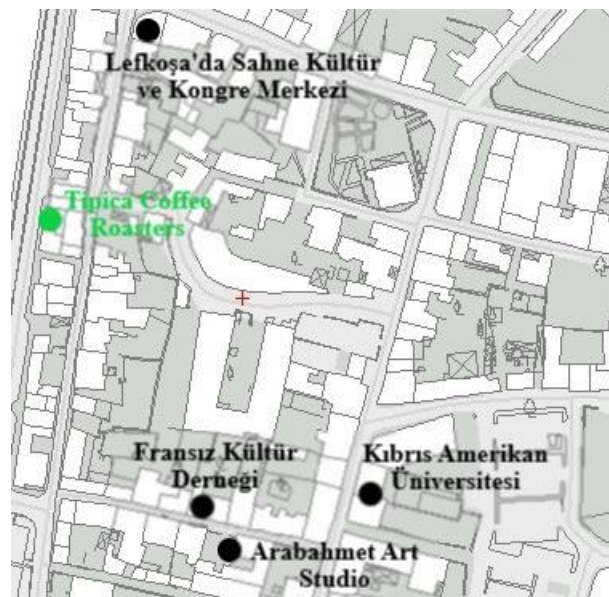 Lefkoşa'da Sahne Kültür
ve Kongre Merkezi
Tipica Coffee
Roasters
Fransız Kültür
Derneği
Kıbrıs Amerikan
Üniversitesi
Arabahmet Art
Studio